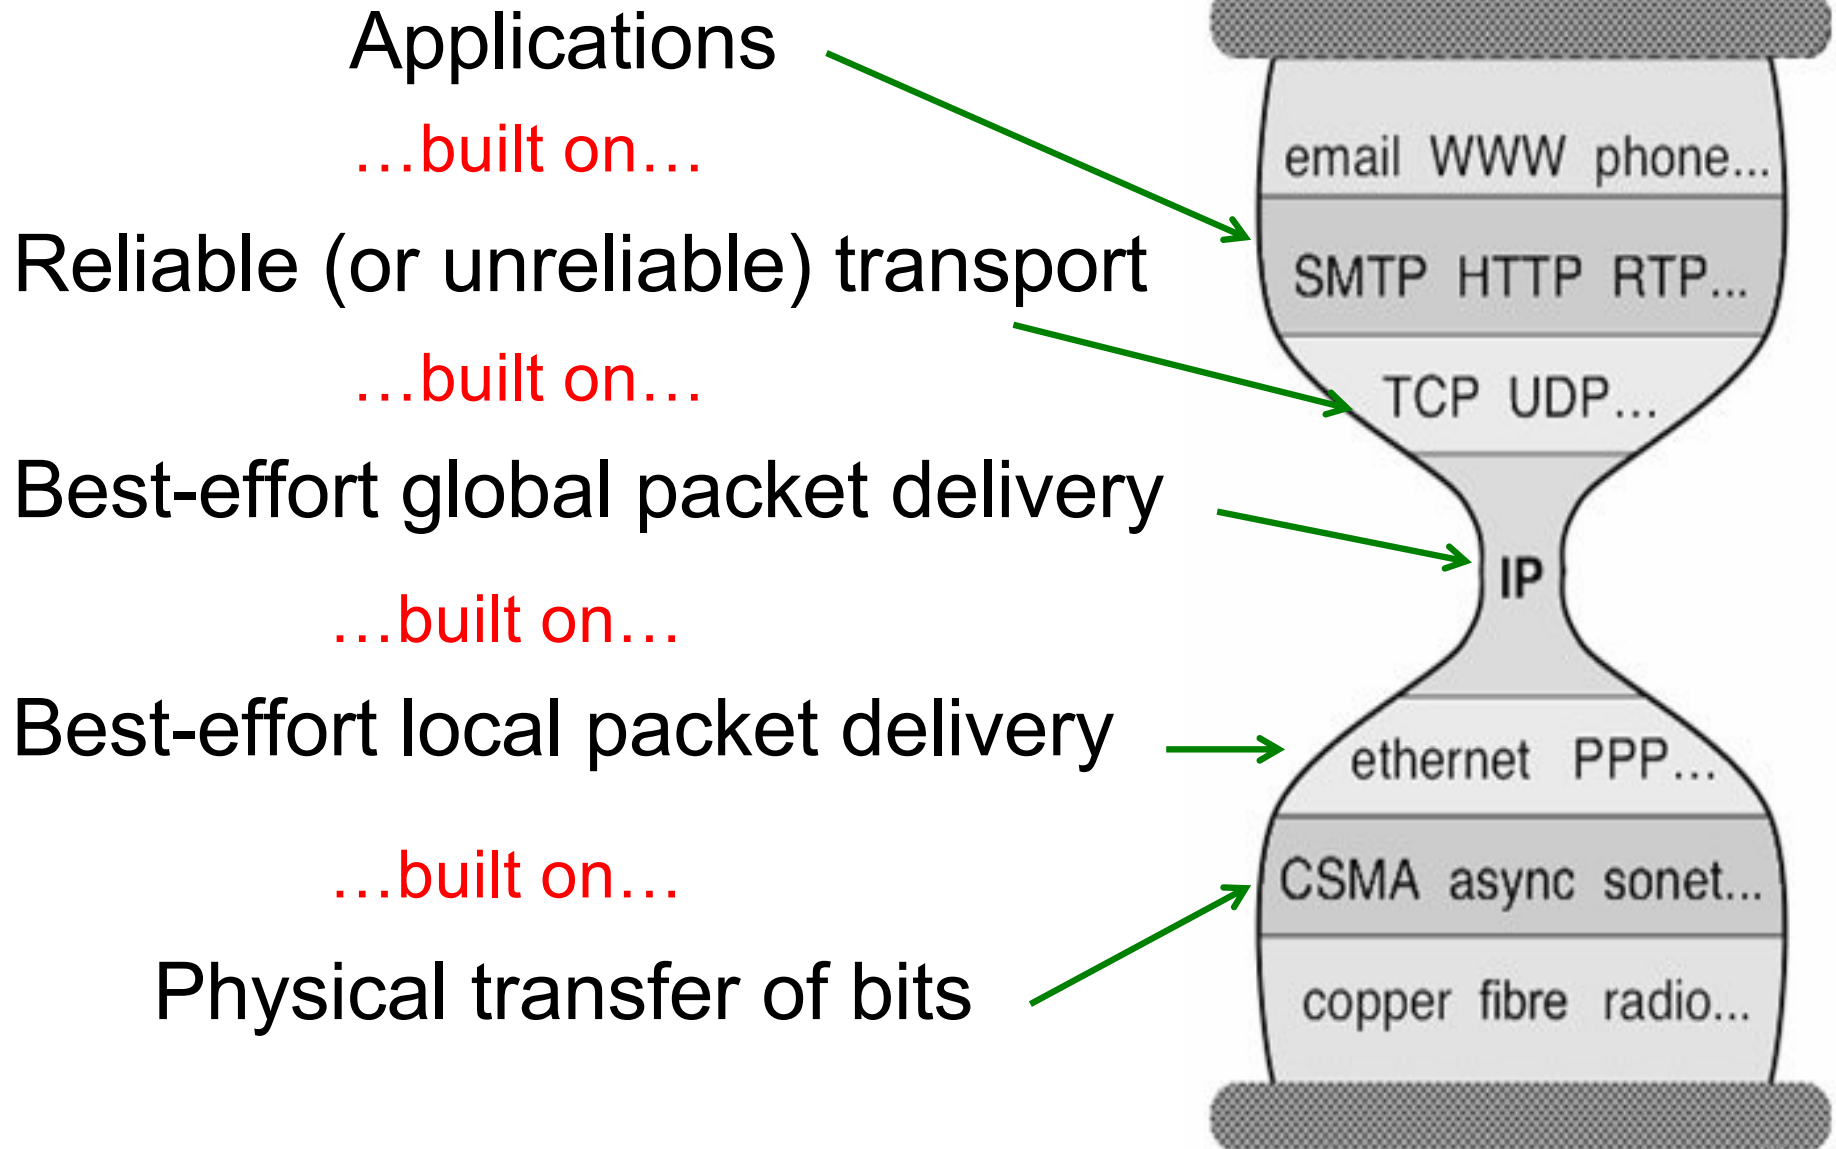 Applications
…built on…
Reliable (or unreliable) transport
…built on…
Best-effort global packet delivery
…built on…
Best-effort local packet delivery
…built on…
Physical transfer of bits
email WWW phone...
SMTP HTTP RTP...
TCP UDP…
IP
ethernet PPP…
CSMA async sonet...
copper fibre radio...